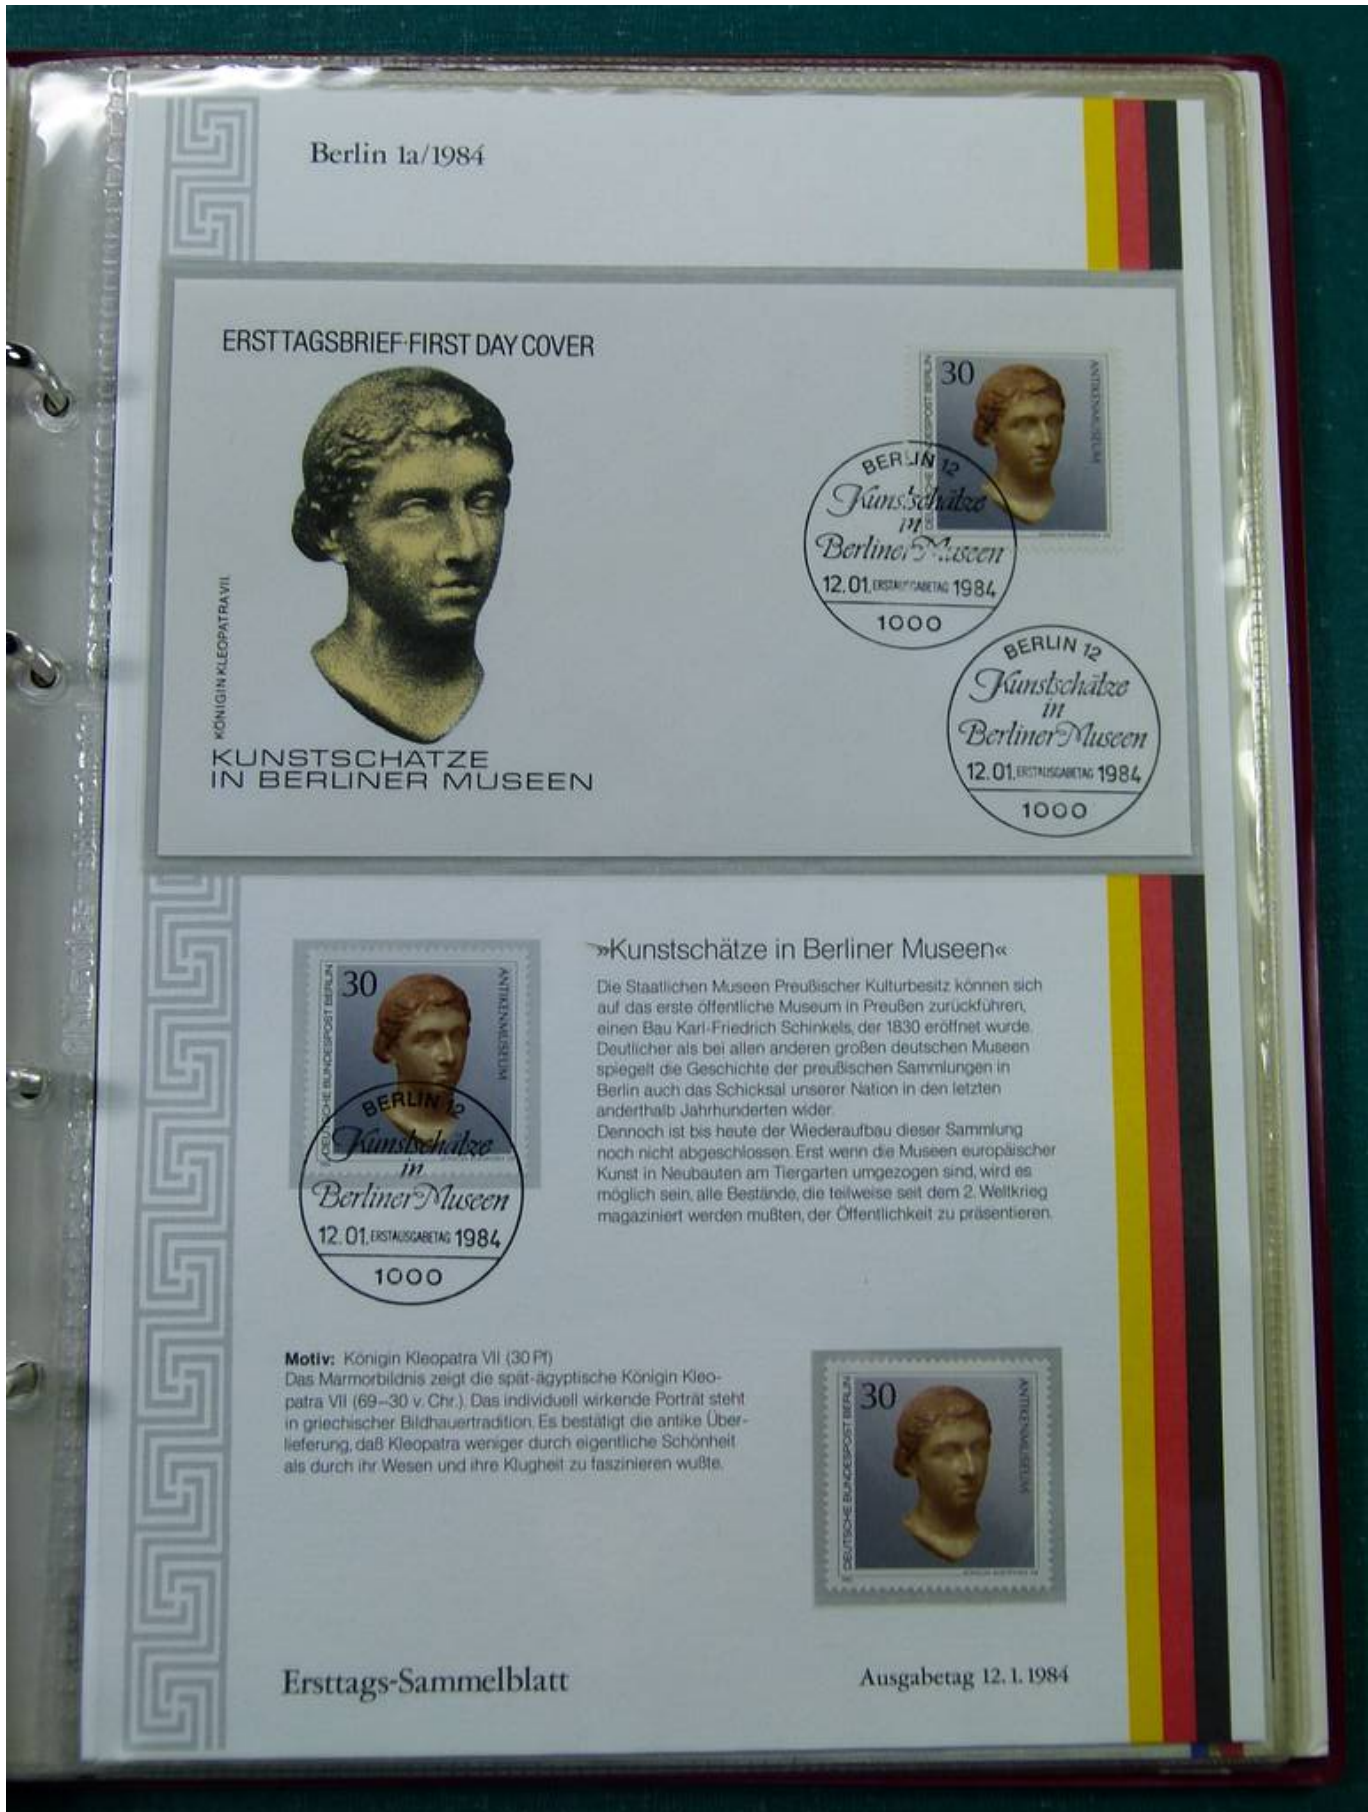 Berlin 1a/1984
ERSTTAGSBRIEF·FIRST DAY COVER
KÖNIGIN KLEOPATRA VII.
KUNSTSCHÄTZE
IN BERLINER MUSEEN
30
DEUTSCHE BUNDESPOST BERLIN
ANTIKENMUSEUM
BERLIN 12
Kunstschätze
in
Berliner Museen
12.01. ERSTAUSGABETAG 1984
1000
BERLIN 12
Kunstschätze
in
Berliner Museen
12.01. ERSTAUSGABETAG 1984
1000
30
DEUTSCHE BUNDESPOST BERLIN
ANTIKENMUSEUM
BERLIN 12
Kunstschätze
in
Berliner Museen
12.01. ERSTAUSGABETAG 1984
1000
»Kunstschätze in Berliner Museen«
Die Staatlichen Museen Preußischer Kulturbesitz können sich
auf das erste öffentliche Museum in Preußen zurückführen,
einen Bau Karl-Friedrich Schinkels, der 1830 eröffnet wurde.
Deutlicher als bei allen anderen großen deutschen Museen
spiegelt die Geschichte der preußischen Sammlungen in
Berlin auch das Schicksal unserer Nation in den letzten
anderthalb Jahrhunderten wider.
Dennoch ist bis heute der Wiederaufbau dieser Sammlung
noch nicht abgeschlossen. Erst wenn die Museen europäischer
Kunst in Neubauten am Tiergarten umgezogen sind, wird es
möglich sein, alle Bestände, die teilweise seit dem 2. Weltkrieg
magaziniert werden mußten, der Öffentlichkeit zu präsentieren.
Motiv: Königin Kleopatra VII (30 Pf)
Das Marmorbildnis zeigt die spät-ägyptische Königin Kleo-
patra VII (69–30 v. Chr.). Das individuell wirkende Porträt steht
in griechischer Bildhauertradition. Es bestätigt die antike Über-
lieferung, daß Kleopatra weniger durch eigentliche Schönheit
als durch ihr Wesen und ihre Klugheit zu faszinieren wußte.
30
DEUTSCHE BUNDESPOST BERLIN
ANTIKENMUSEUM
Ersttags-Sammelblatt
Ausgabetag 12. 1. 1984